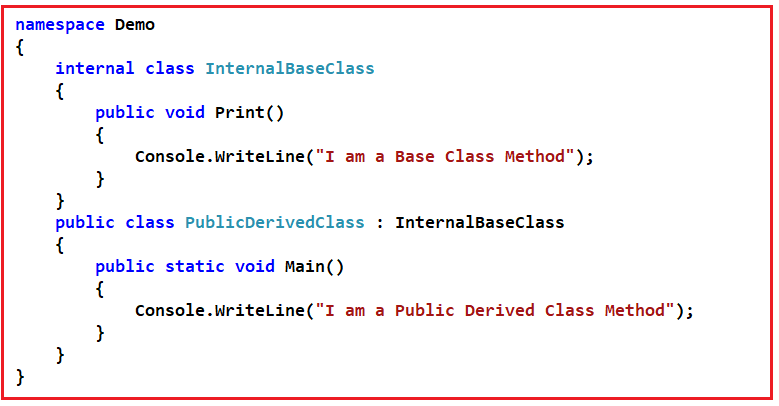 namespace Demo
{
    internal class InternalBaseClass
    {
        public void Print()
        {
            Console.WriteLine("I am a Base Class Method");
        }
    }
    public class PublicDerivedClass : InternalBaseClass
    {
        public static void Main()
        {
            Console.WriteLine("I am a Public Derived Class Method");
        }
    }
}